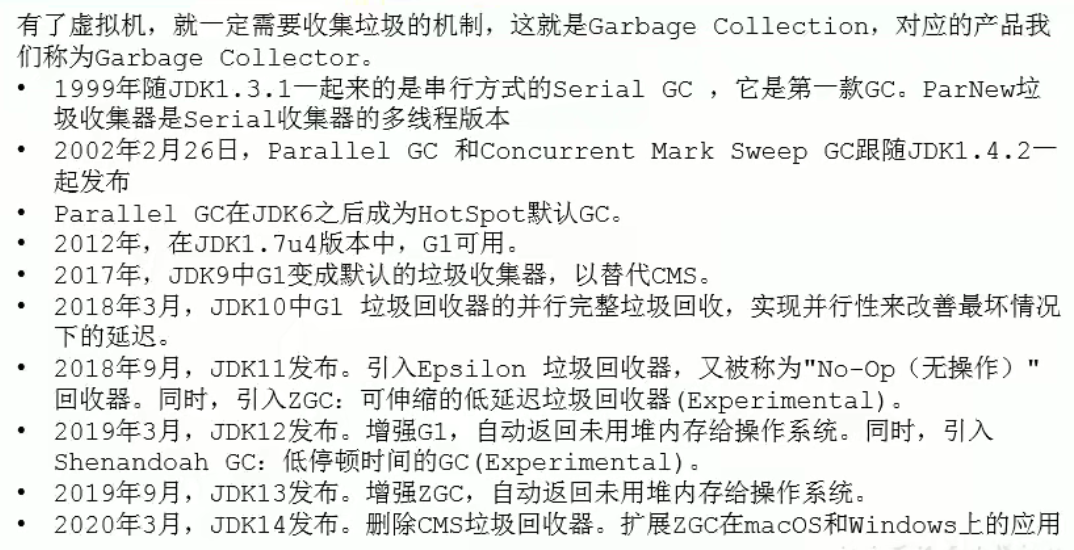 有了虚拟机，就一定需要收集垃圾的机制，这就是Garbage Collection，对应的产品我
们称为Garbage Collector。
• 1999年随JDK1.3.1一起来的是串行方式的Serial GC ，它是第一款GC。ParNew垃
圾收集器是Serial收集器的多线程版本
• 2002年2月26日，Parallel GC 和Concurrent Mark Sweep GC跟随JDK1.4.2一
起发布
• Parallel GC在JDK6之后成为HotSpot默认GC。
• 2012年，在JDK1.7u4版本中，G1可用。
• 2017年，JDK9中G1变成默认的垃圾收集器，以替代CMS。
• 2018年3月，JDK10中G1 垃圾回收器的并行完整垃圾回收，实现并行性来改善最坏情况
下的延迟。
• 2018年9月，JDK11发布。引入Epsilon 垃圾回收器，又被称为"No-Op（无操作）"
回收器。同时，引入ZGC：可伸缩的低延迟垃圾回收器(Experimental)。
• 2019年3月，JDK12发布。增强G1，自动返回未用堆内存给操作系统。同时，引入
Shenandoah GC：低停顿时间的GC(Experimental)。
• 2019年9月，JDK13发布。增强ZGC，自动返回未用堆内存给操作系统。
• 2020年3月，JDK14发布。删除CMS垃圾回收器。扩展ZGC在macOS和Windows上的应用